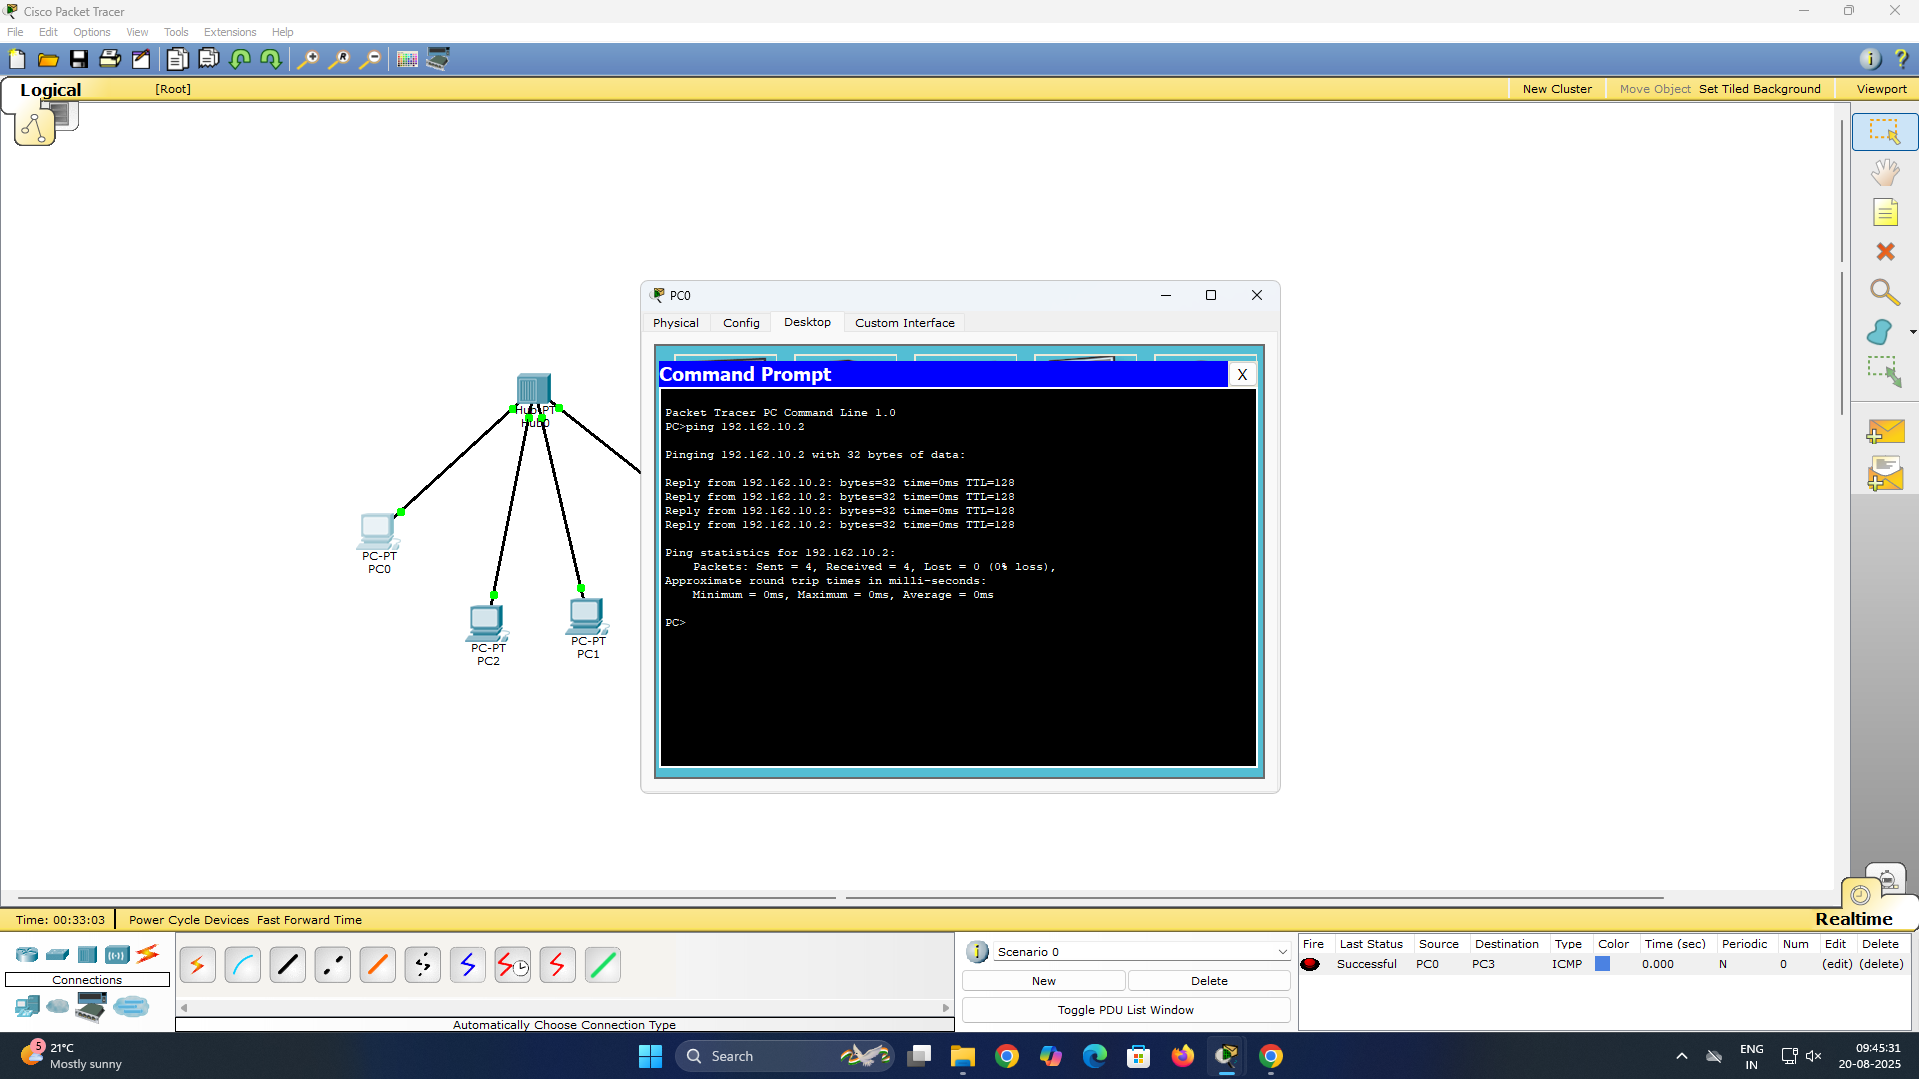 Cisco Packet Tracer
File Edit Options View Tools Extensions Help
Logical [Root] New Cluster Move Object Set Tiled Background Viewport
PC0
Physical Config Desktop Custom Interface
Command Prompt X
Packet Tracer PC Command Line 1.0
PC>ping 192.162.10.2
Pinging 192.162.10.2 with 32 bytes of data:
Reply from 192.162.10.2: bytes=32 time=0ms TTL=128
Reply from 192.162.10.2: bytes=32 time=0ms TTL=128
Reply from 192.162.10.2: bytes=32 time=0ms TTL=128
Reply from 192.162.10.2: bytes=32 time=0ms TTL=128
Ping statistics for 192.162.10.2:
Packets: Sent = 4, Received = 4, Lost = 0 (0% loss),
Approximate round trip times in milli-seconds:
Minimum = 0ms, Maximum = 0ms, Average = 0ms
PC>
Hub-PT
Hub0
PC-PT
PC0
PC-PT
PC2
PC-PT
PC1
Realtime
Time: 00:33:03 Power Cycle Devices Fast Forward Time
Connections
Automatically Choose Connection Type
Scenario 0
New Delete
Toggle PDU List Window
Fire Last Status Source Destination Type Color Time (sec) Periodic Num Edit Delete
Successful PC0 PC3 ICMP 0.000 N 0 (edit) (delete)
5
21°C
Mostly sunny
Search
ENG
IN
09:45:31
20-08-2025